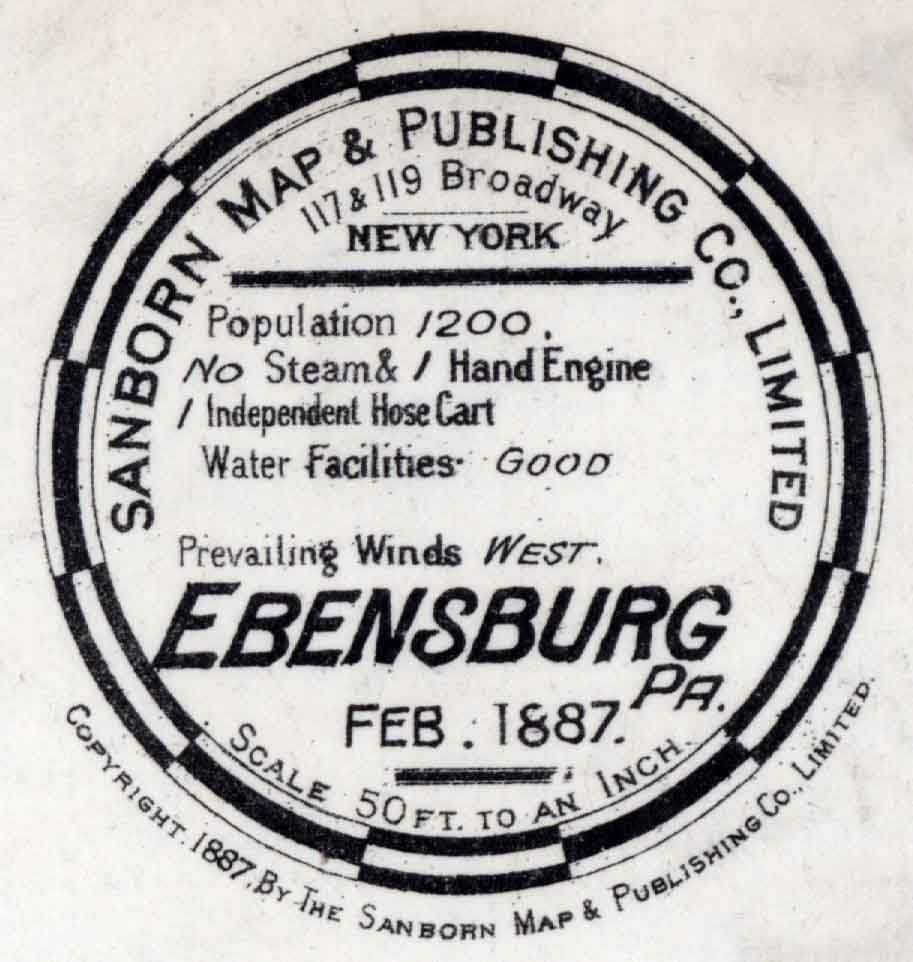 SANBORN MAP & PUBLISHING CO., LIMITED
117 & 119 Broadway
NEW YORK
Population 1200.
No Steam & 1 Hand Engine
1 Independent Hose Cart
Water Facilities· GOOD
Prevailing Winds WEST.
EBENSBURG
PA.
FEB. 1887.
SCALE 50 FT. TO AN INCH.
COPYRIGHT. 1887, BY THE SANBORN MAP & PUBLISHING CO., LIMITED.